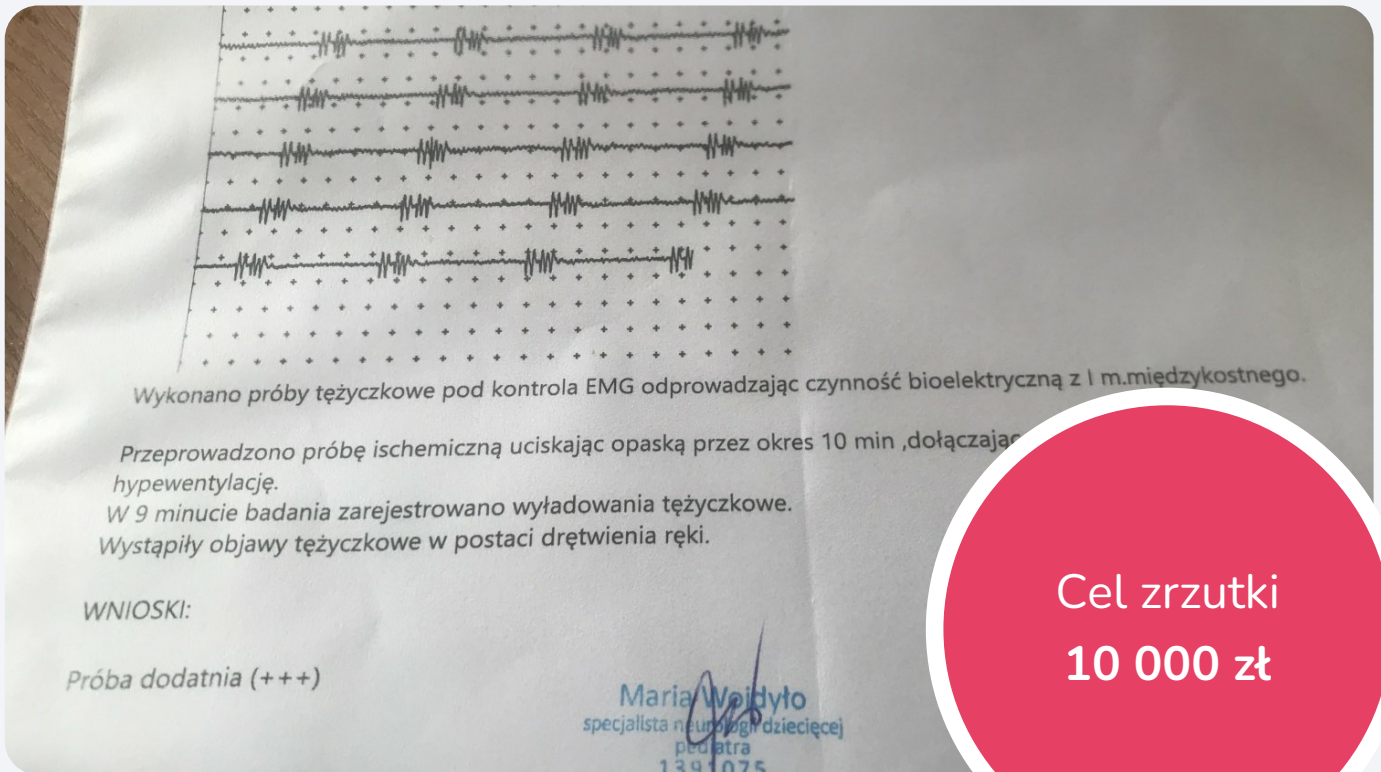 Wykonano próby tężyczkowe pod kontrola EMG odprowadzając czynność bioelektryczną z I m.międzykostnego.
Przeprowadzono próbę ischemiczną uciskając opaską przez okres 10 min ,dołączając
hypewentylację.
W 9 minucie badania zarejestrowano wyładowania tężyczkowe.
Wystąpiły objawy tężyczkowe w postaci drętwienia ręki.
WNIOSKI:
Próba dodatnia (+++)
Maria Wojdyło
specjalista neurologii dziecięcej
pediatra
1391075
Cel zrzutki
10 000 zł